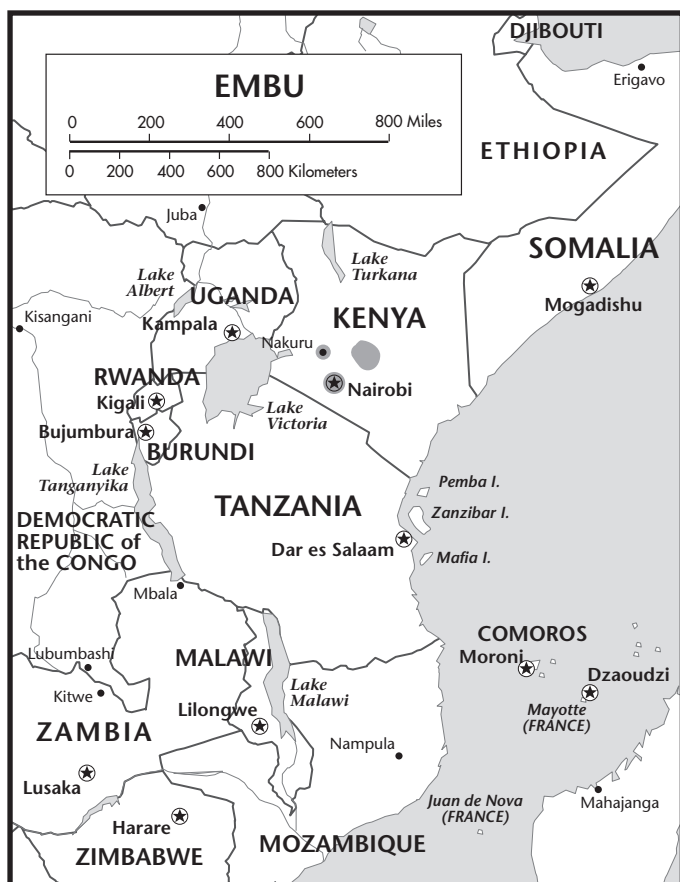 DJIBOUTI
Erigavo
EMBU
0 200 400 600 800 Miles
0 200 400 600 800 Kilometers
ETHIOPIA
Juba
SOMALIA
Lake
Turkana
Lake
Albert
UGANDA
Mogadishu
Kisangani
KENYA
Kampala
Nakuru
RWANDA
Nairobi
Kigali
Lake
Victoria
Bujumbura
BURUNDI
Lake
Tanganyika
Pemba I.
TANZANIA
Zanzibar I.
DEMOCRATIC
REPUBLIC of
the CONGO
Dar es Salaam
Mafia I.
Mbala
COMOROS
Moroni
Lubumbashi
MALAWI
Dzaoudzi
Kitwe
Lake
Malawi
Mayotte
(FRANCE)
Lilongwe
ZAMBIA
Nampula
Lusaka
Juan de Nova
(FRANCE)
Mahajanga
Harare
MOZAMBIQUE
ZIMBABWE